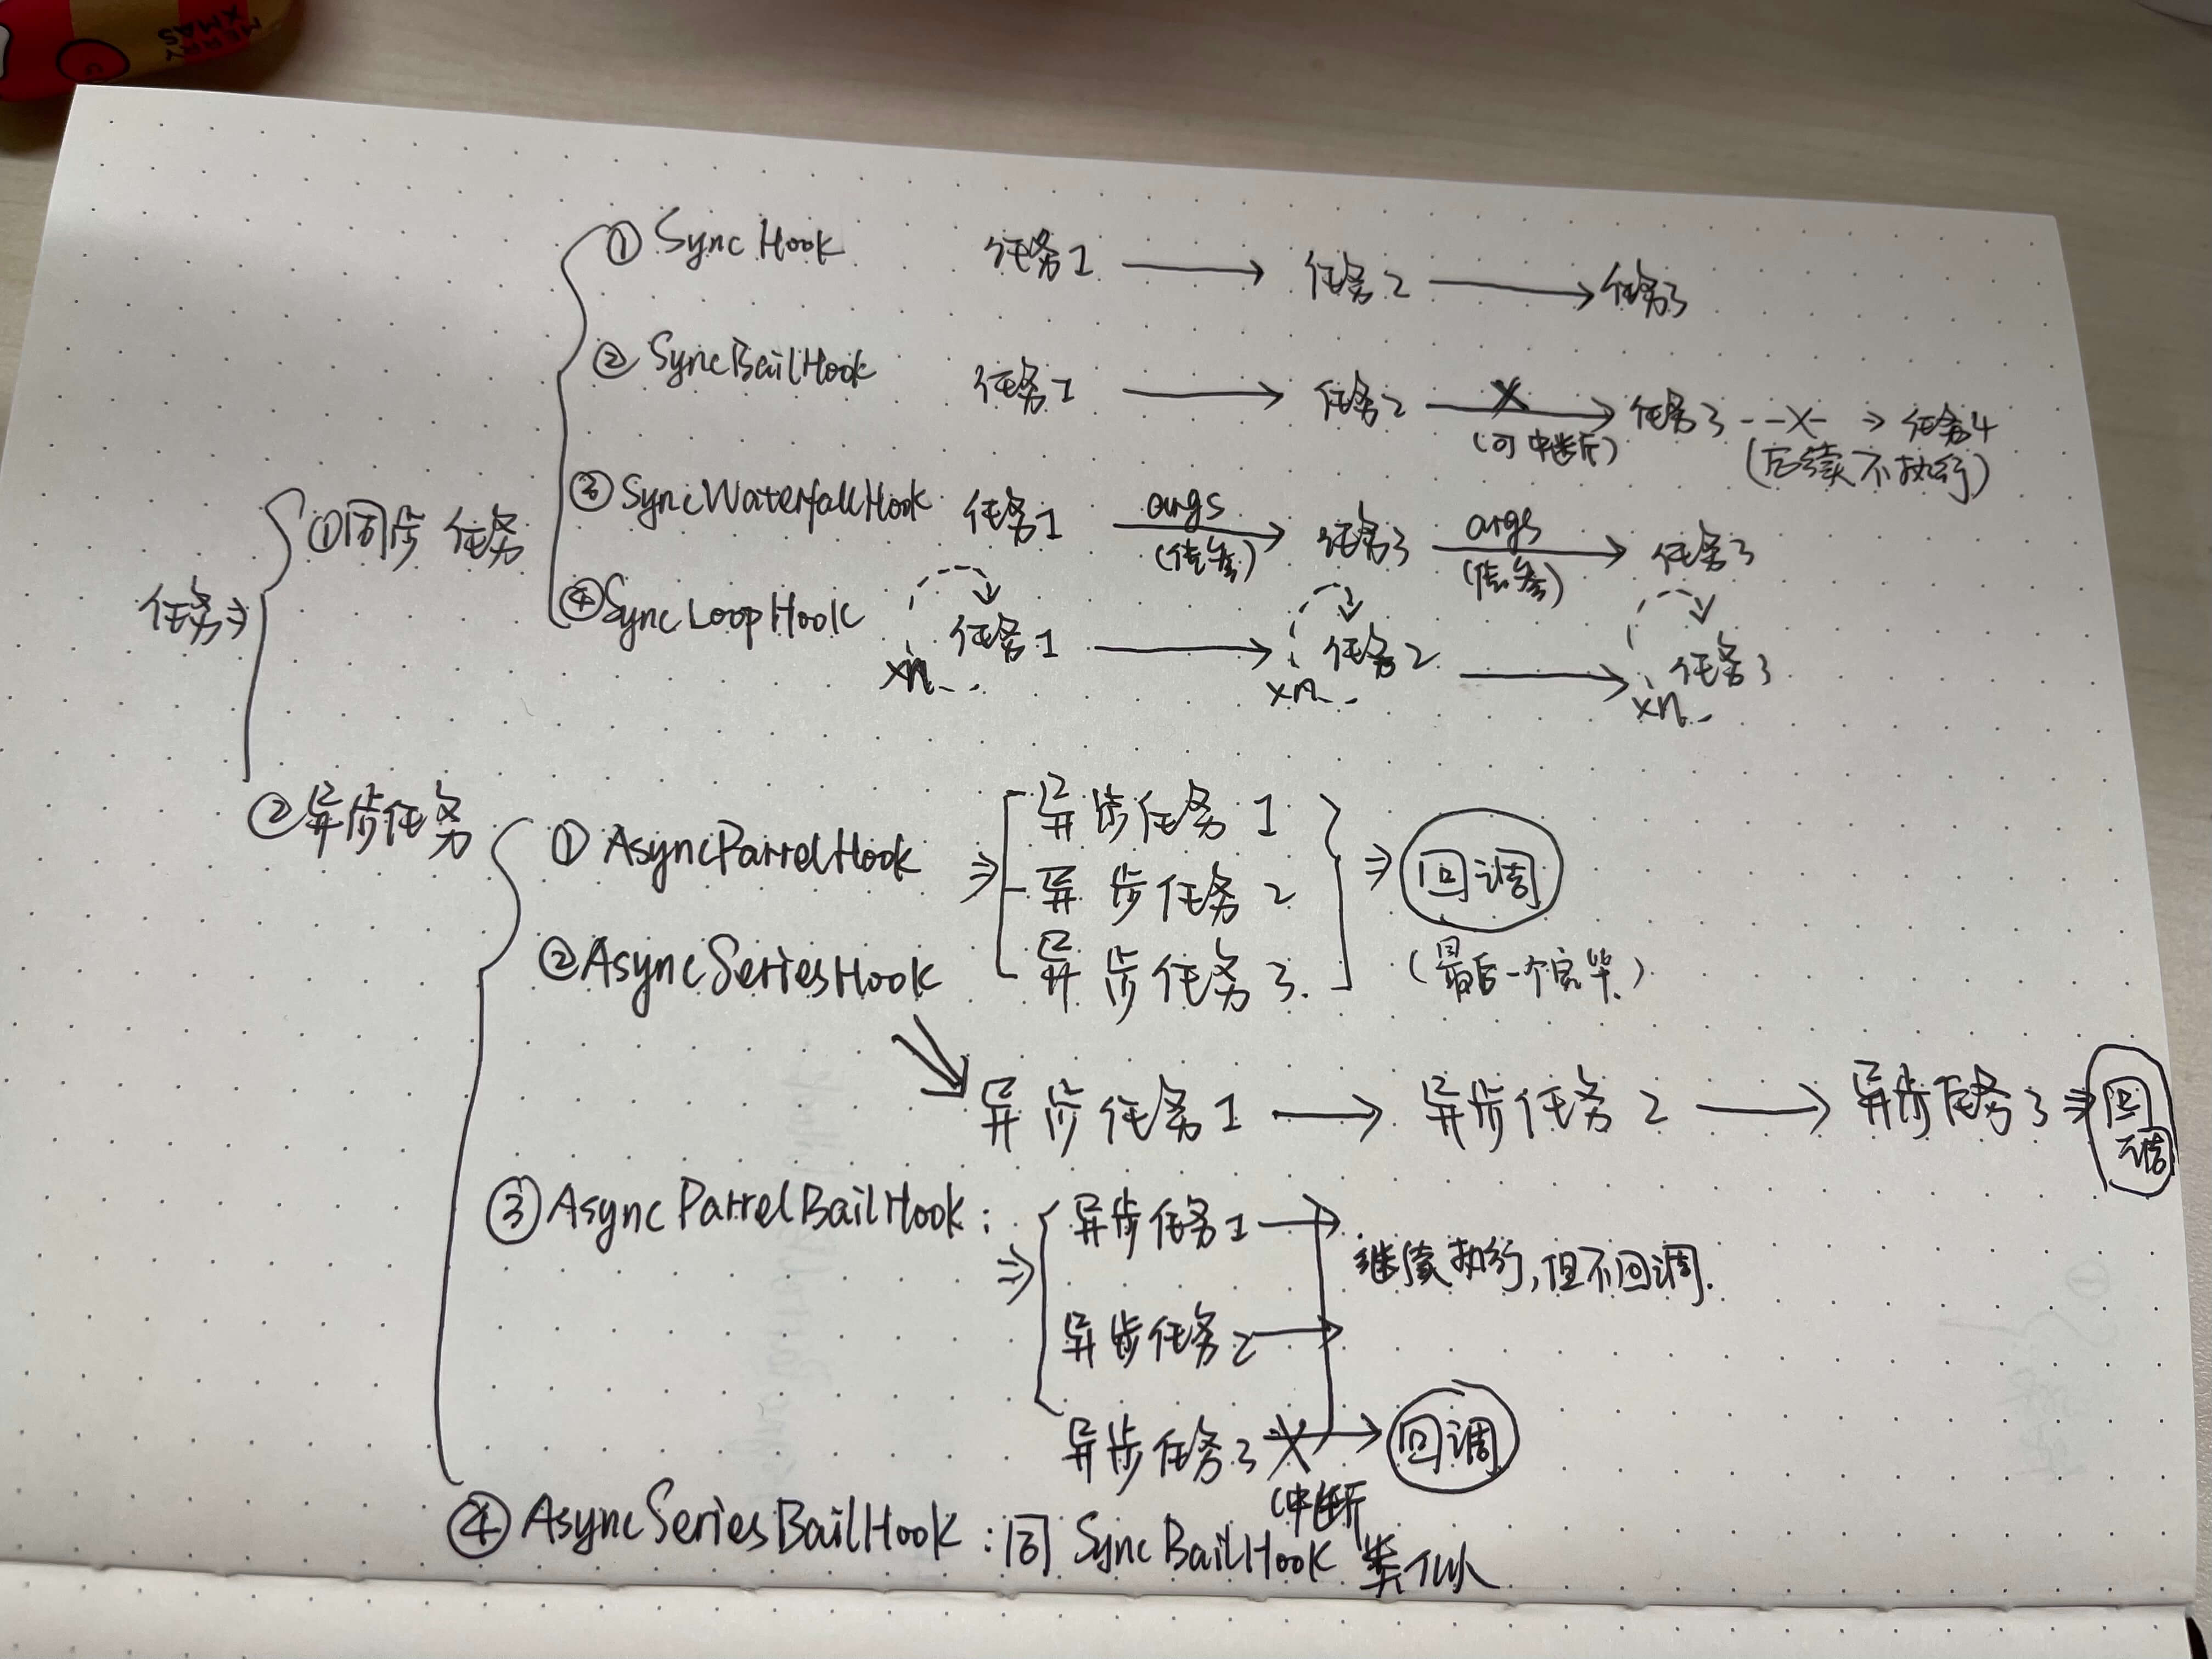 MERRY
XMAS
① SyncHook 任务1 → 任务2 → 任务3
② SyncBailHook 任务1 → 任务2 → 任务3 --×-→ 任务4
(可中断) (后续不执行)
③ SyncWaterfallHook 任务1 args 任务3 args 任务3
(传参) (传参)
① 同步任务
任务⇒
④ SyncLoopHook 任务1 → 任务2 → 任务3
xn.. xn.. xn..
② 异步任务
① AsyncParrelHook ⇒ 异步任务1 ⇒ 回调
异步任务2
② AsyncSeriesHook 异步任务3. (最后一个完毕)
异步任务1 → 异步任务2 → 异步任务3 ⇒ 回调
③ AsyncParrelBailHook: ⇒ 异步任务1 →
继续执行,但不回调.
异步任务2 →
异步任务3 × → 回调
(中断
④ AsyncSeriesBailHook: 同 SyncBailHook 类似